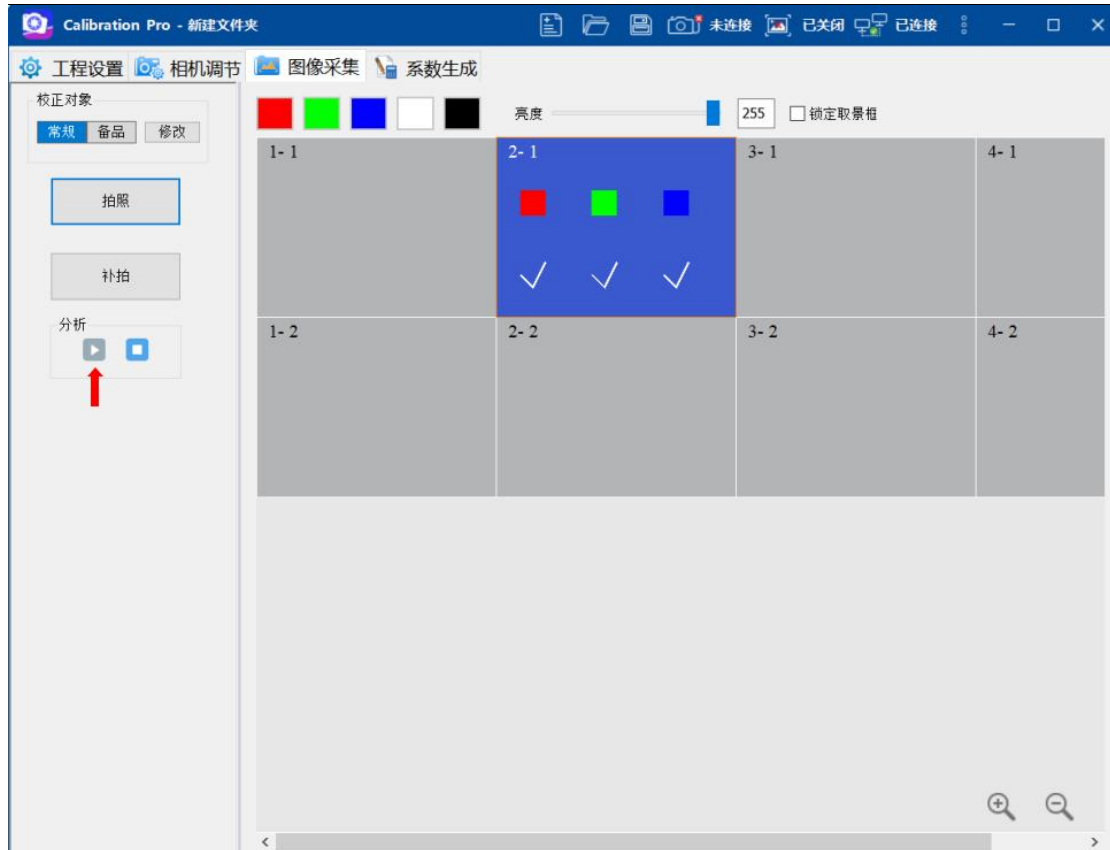 Calibration Pro - 新建文件夹
未连接 已关闭 已连接
工程设置 相机调节 图像采集 系数生成
校正对象
常规 备品 修改
亮度 255 锁定取景框
拍照
补拍
分析
1- 1 2- 1 3- 1 4- 1
1- 2 2- 2 3- 2 4- 2